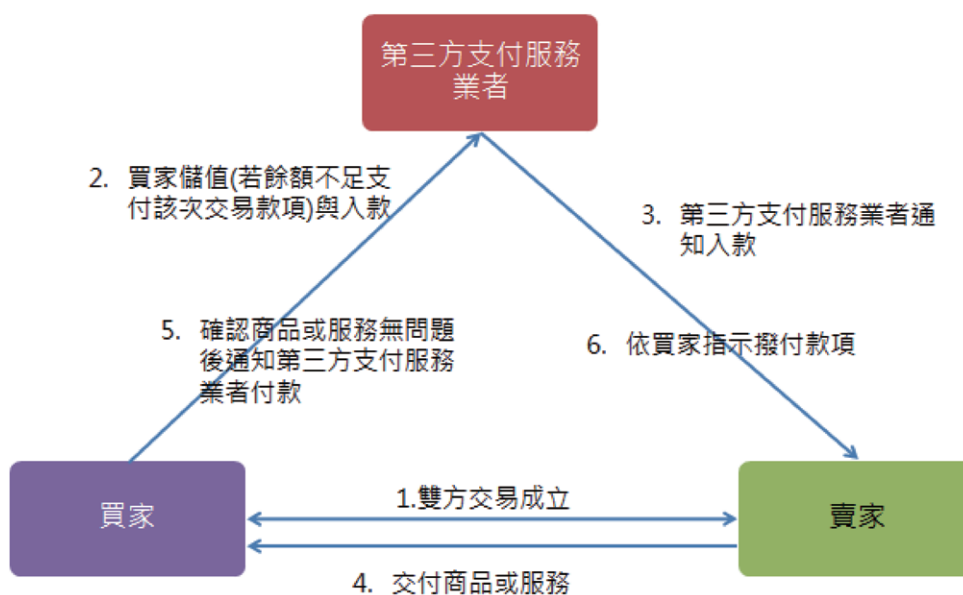 第三方支付服務
業者
2. 買家儲值(若餘額不足支
付該次交易款項)與入款
3. 第三方支付服務業者通
知入款
5. 確認商品或服務無問題
後通知第三方支付服務
業者付款
6. 依買家指示撥付款項
買家
1.雙方交易成立
賣家
4. 交付商品或服務